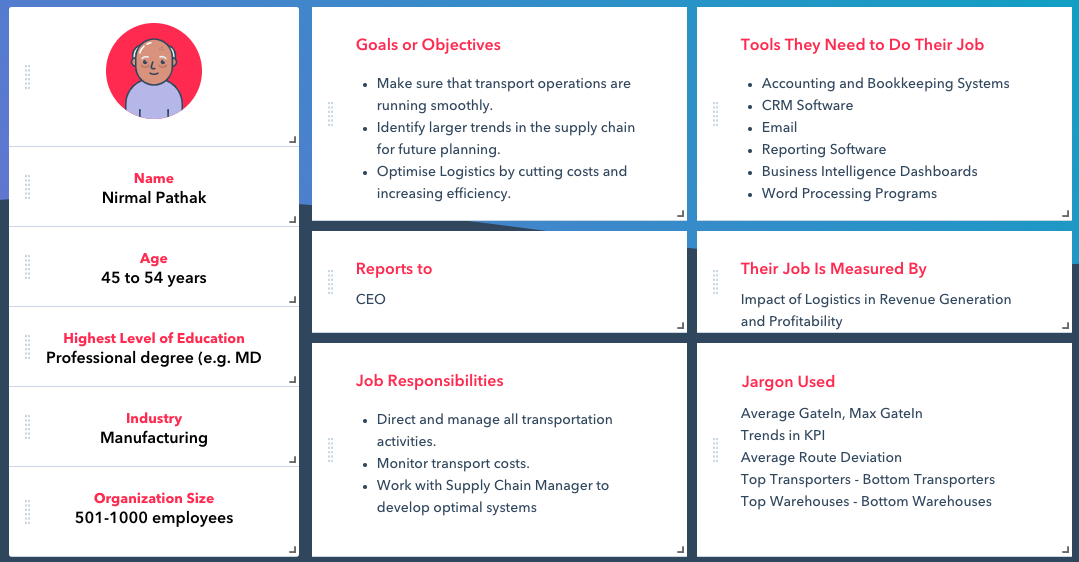 Name
Nirmal Pathak
Age
45 to 54 years
Highest Level of Education
Professional degree (e.g. MD
Industry
Manufacturing
Organization Size
501-1000 employees
Goals or Objectives
• Make sure that transport operations are
running smoothly.
• Identify larger trends in the supply chain
for future planning.
• Optimise Logistics by cutting costs and
increasing efficiency.
Reports to
CEO
Job Responsibilities
• Direct and manage all transportation
activities.
• Monitor transport costs.
• Work with Supply Chain Manager to
develop optimal systems
Tools They Need to Do Their Job
• Accounting and Bookkeeping Systems
• CRM Software
• Email
• Reporting Software
• Business Intelligence Dashboards
• Word Processing Programs
Their Job Is Measured By
Impact of Logistics in Revenue Generation
and Profitability
Jargon Used
Average GateIn, Max GateIn
Trends in KPI
Average Route Deviation
Top Transporters - Bottom Transporters
Top Warehouses - Bottom Warehouses